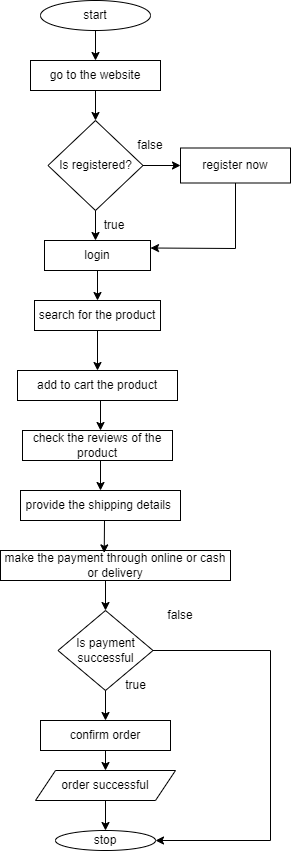 start
go to the website
false
Is registered?
register now
true
login
search for the product
add to cart the product
check the reviews of the
product
provide the shipping details
make the payment through online or cash
or delivery
false
Is payment
successful
true
confirm order
order successful
stop